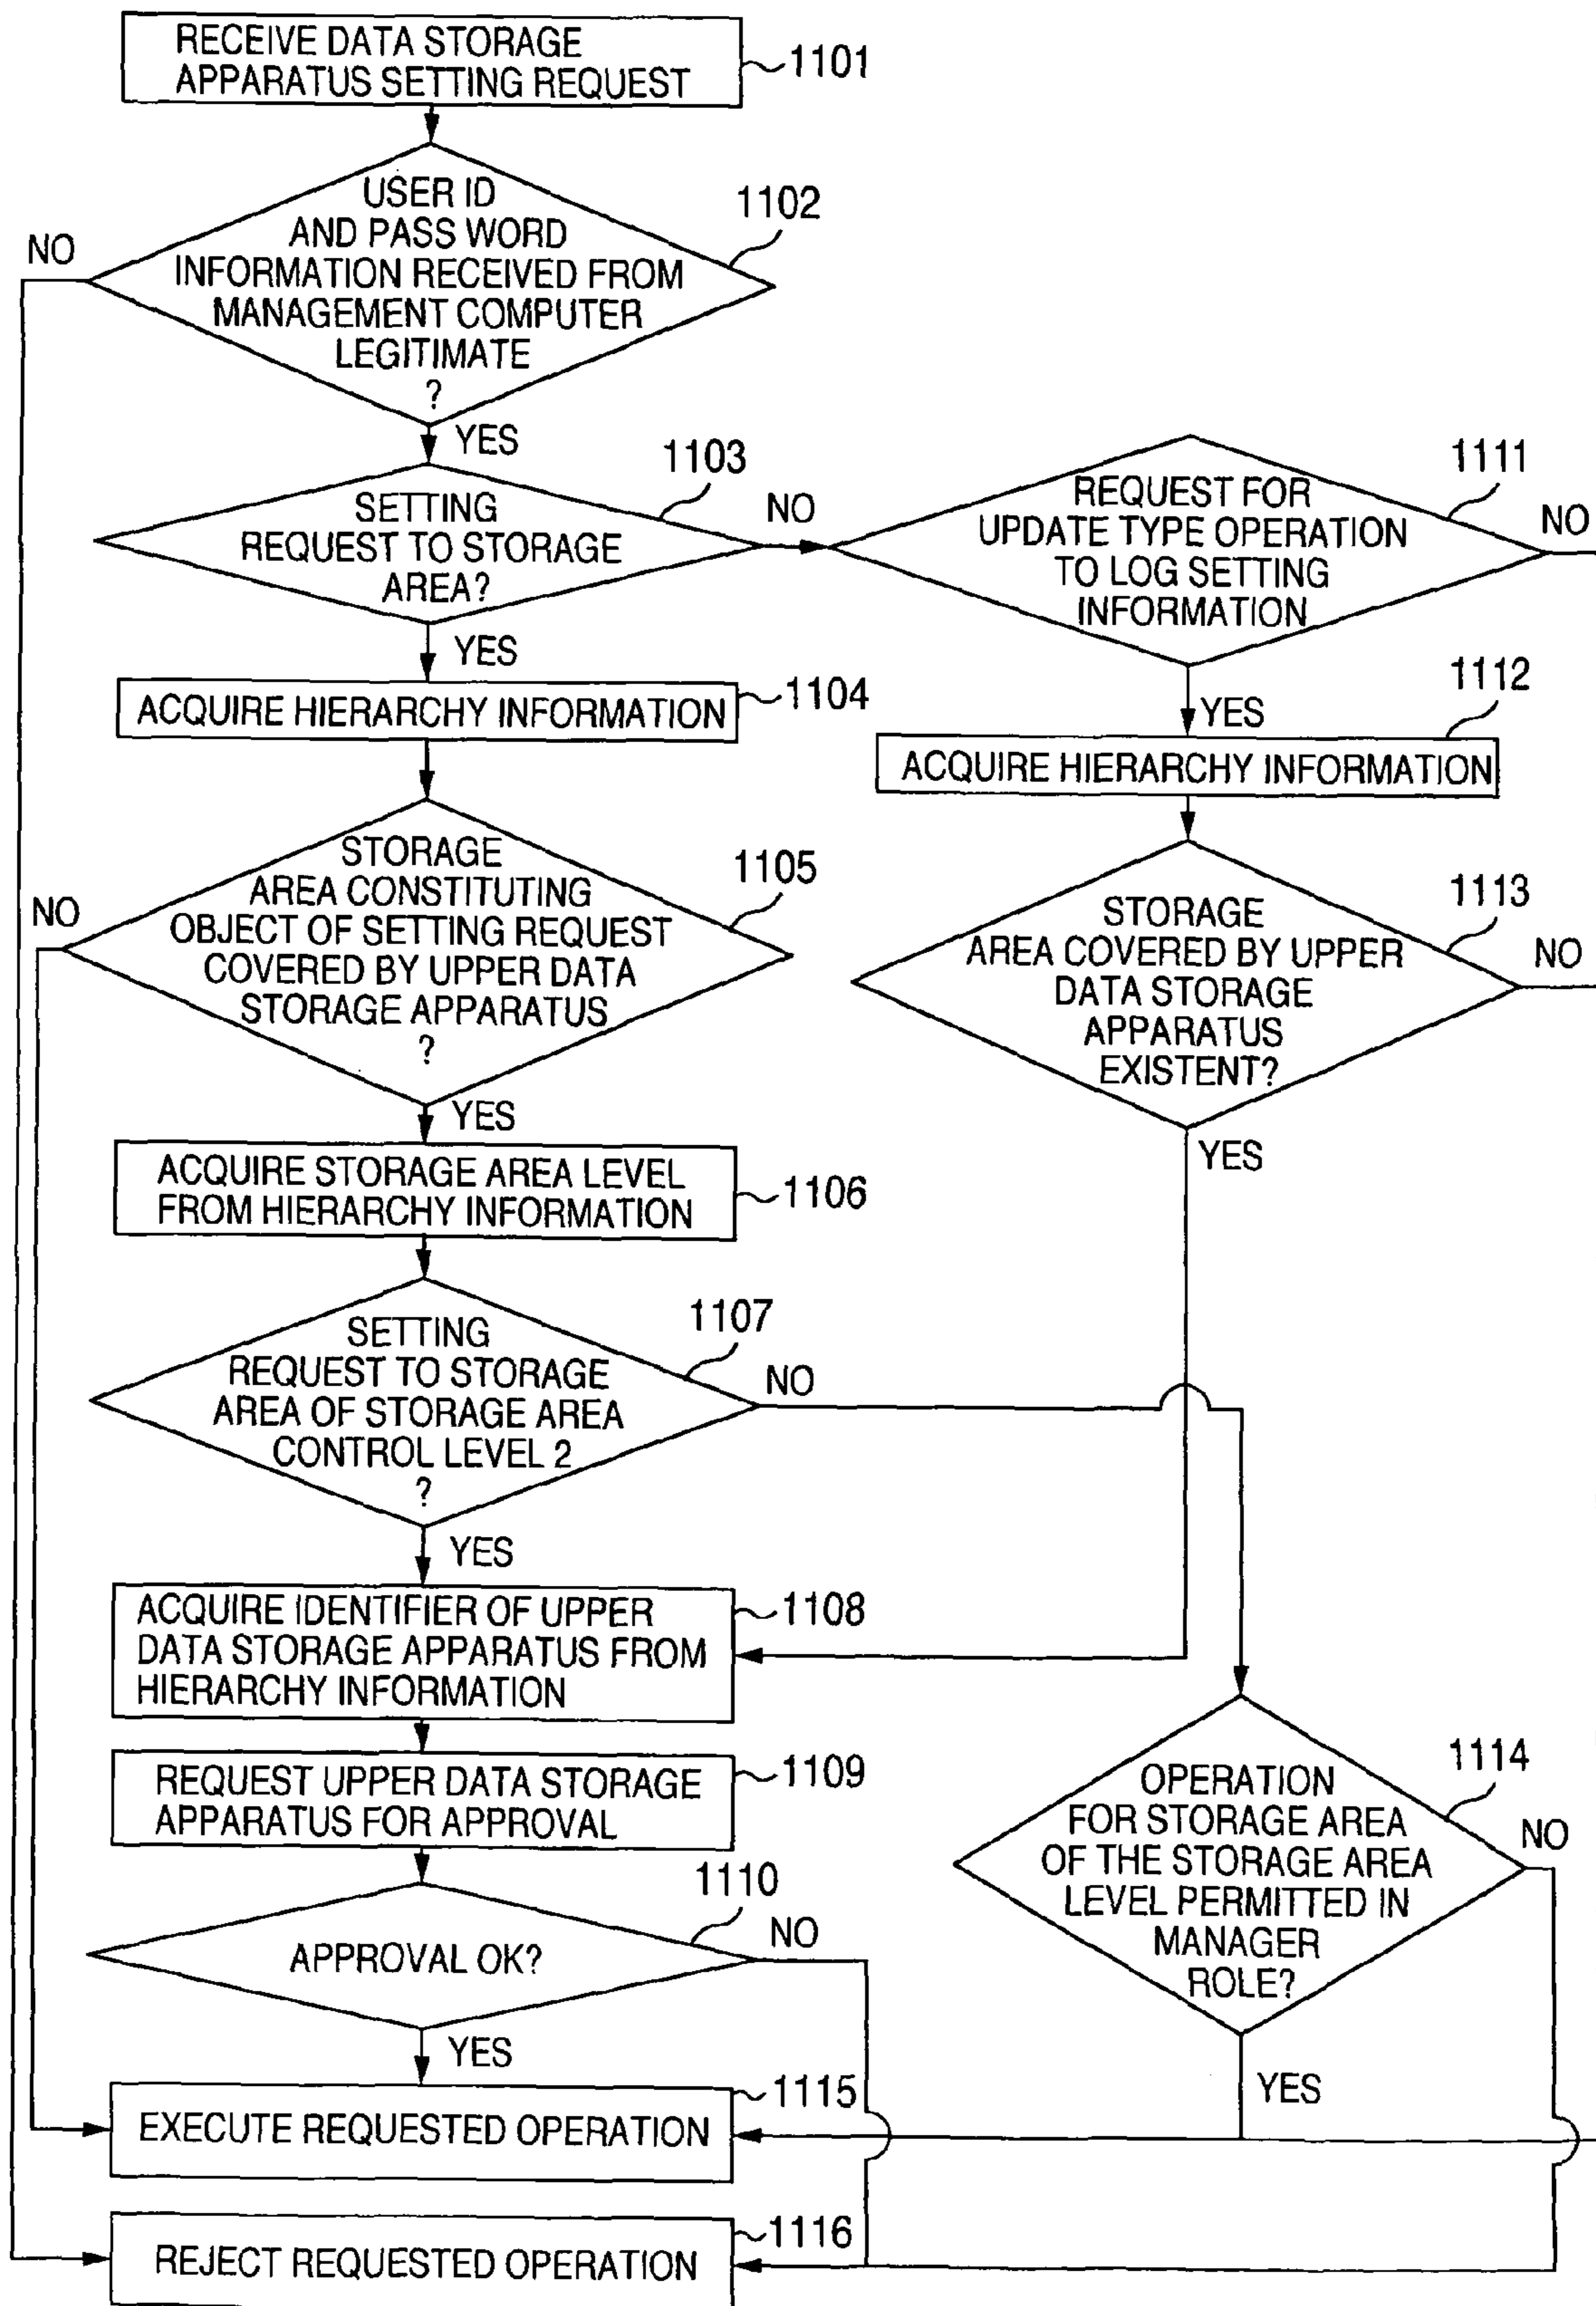 RECEIVE DATA STORAGE
APPARATUS SETTING REQUEST
1101
USER ID
AND PASS WORD
INFORMATION RECEIVED FROM
MANAGEMENT COMPUTER
LEGITIMATE
?
1102
NO
YES
SETTING
REQUEST TO STORAGE
AREA?
1103
NO
YES
REQUEST FOR
UPDATE TYPE OPERATION
TO LOG SETTING
INFORMATION
1111
NO
YES
ACQUIRE HIERARCHY INFORMATION
1104
ACQUIRE HIERARCHY INFORMATION
1112
STORAGE
AREA CONSTITUTING
OBJECT OF SETTING REQUEST
COVERED BY UPPER DATA
STORAGE APPARATUS
?
1105
NO
YES
STORAGE
AREA COVERED BY UPPER
DATA STORAGE
APPARATUS
EXISTENT?
1113
NO
YES
ACQUIRE STORAGE AREA LEVEL
FROM HIERARCHY INFORMATION
1106
SETTING
REQUEST TO STORAGE
AREA OF STORAGE AREA
CONTROL LEVEL 2
?
1107
NO
YES
ACQUIRE IDENTIFIER OF UPPER
DATA STORAGE APPARATUS FROM
HIERARCHY INFORMATION
1108
REQUEST UPPER DATA STORAGE
APPARATUS FOR APPROVAL
1109
OPERATION
FOR STORAGE AREA
OF THE STORAGE AREA
LEVEL PERMITTED IN
MANAGER
ROLE?
1114
NO
YES
APPROVAL OK?
1110
NO
YES
EXECUTE REQUESTED OPERATION
1115
REJECT REQUESTED OPERATION
1116